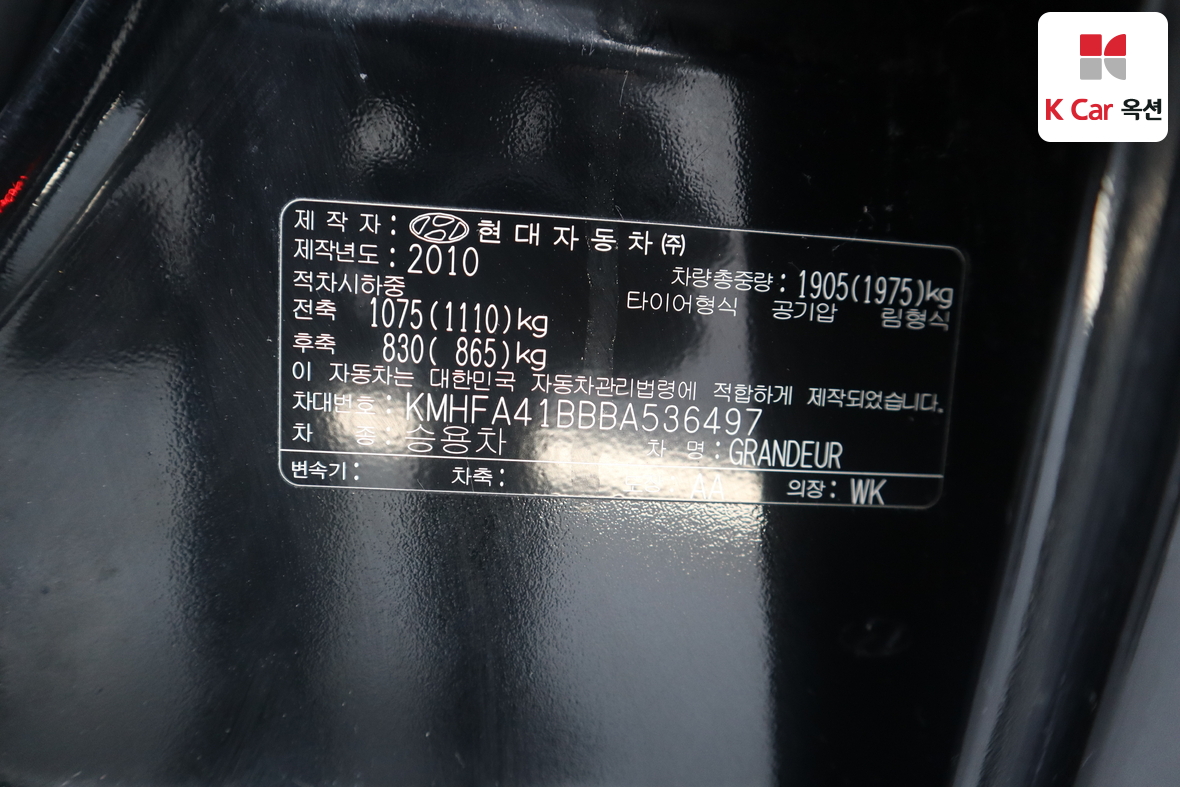 K Car 옥션
제 작 자 : 현 대 자 동 차 ㈜
제작년도 : 2010
차량총중량 : 1905(1975)kg
적차시하중
타이어형식 공기압 림형식
전축 1075(1110)kg
후축 830( 865)kg
이 자동차는 대한민국 자동차관리법령에 적합하게 제작되었습니다.
차대번호 : KMHFA41BBBA536497
차 종 : 승용차 차 명 : GRANDEUR
변속기 : 차축 : AA 의장 : WK